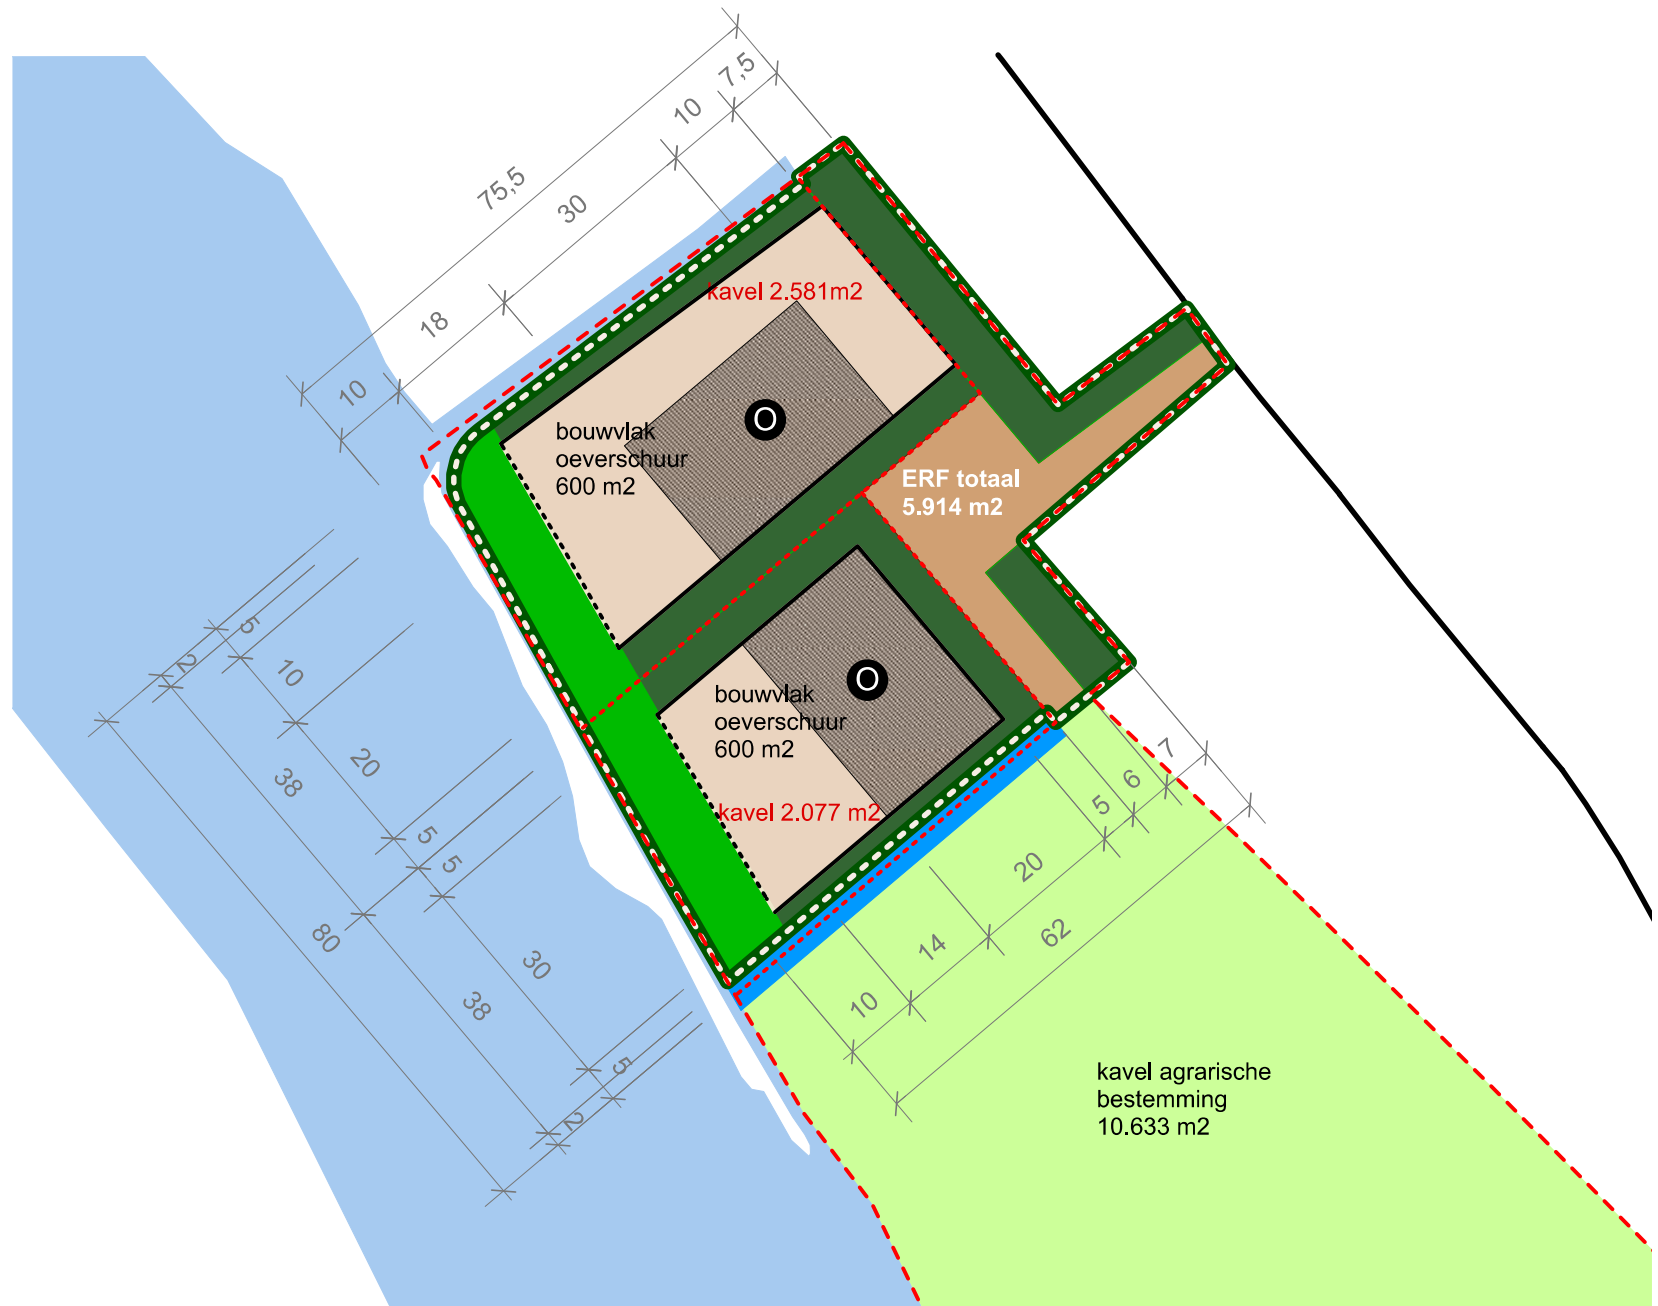 75,5
7,5
10
30
18
10
kavel 2.581m2
O
bouwvlak
oeverschuur
600 m2
ERF totaal
5.914 m2
O
bouwvlak
oeverschuur
600 m2
kavel 2.077 m2
5
2
10
38
20
5
5
80
30
38
5
2
7
6
5
20
62
14
10
kavel agrarische
bestemming
10.633 m2